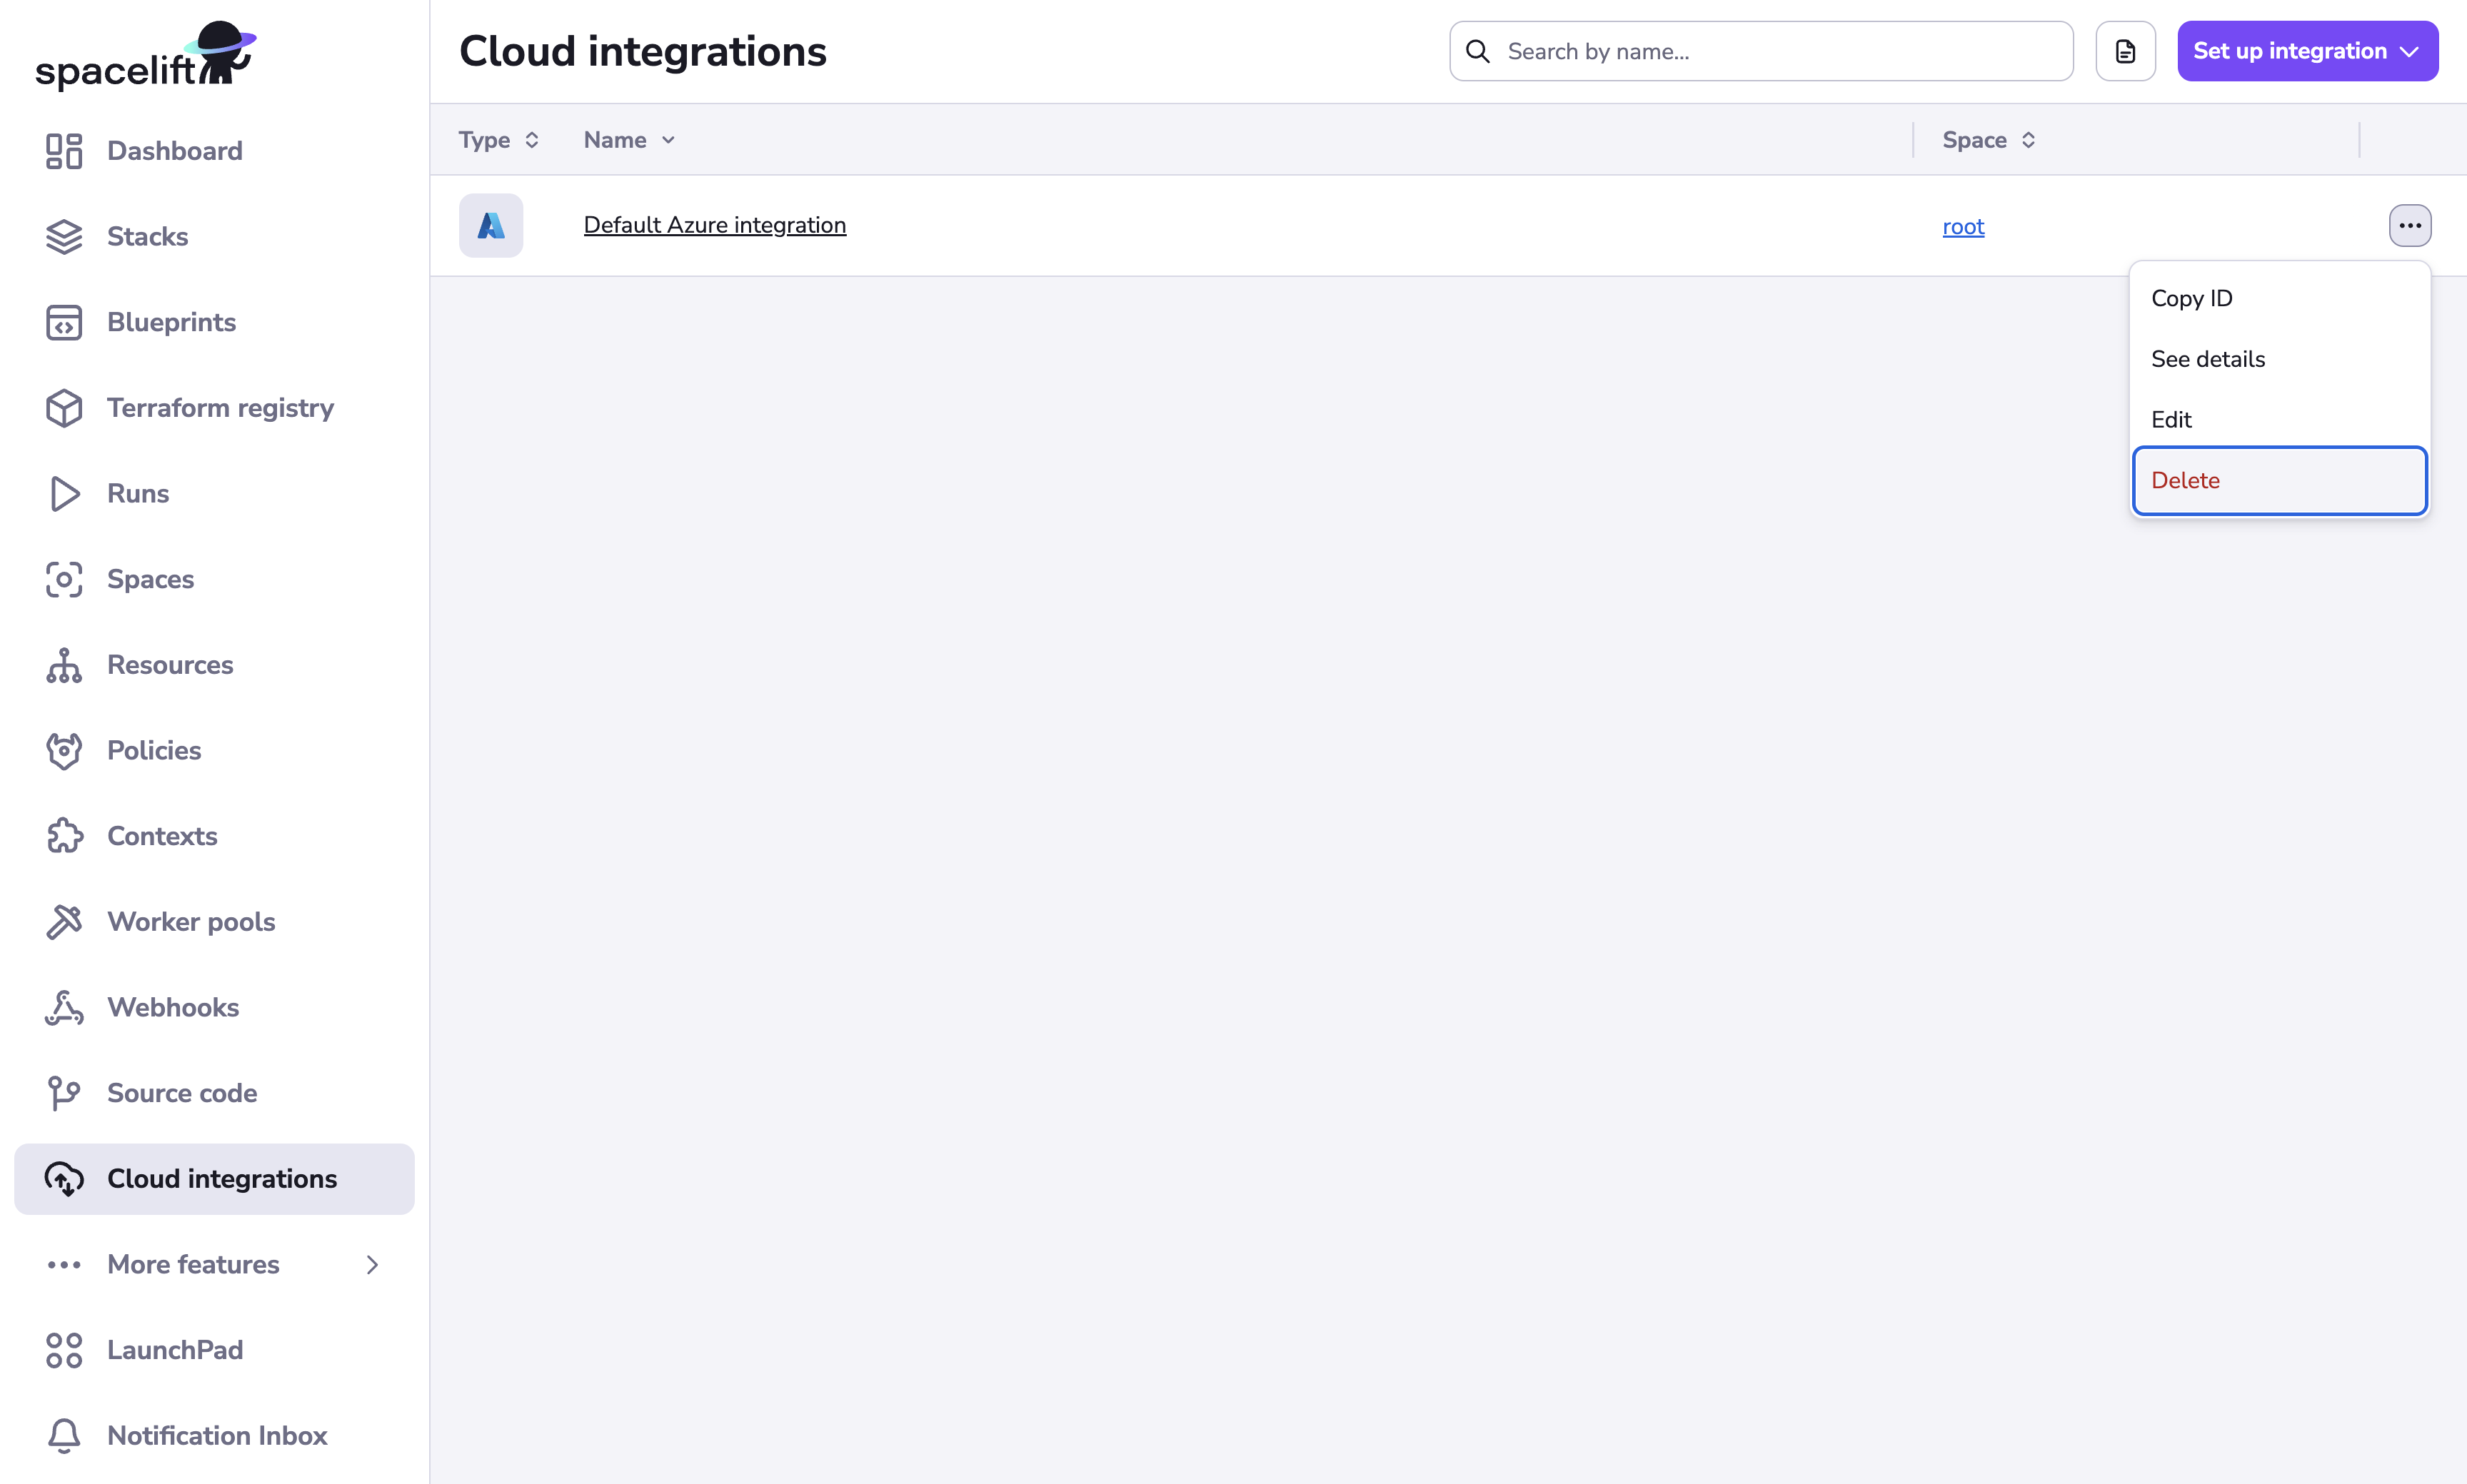 spacelift
Dashboard
Stacks
Blueprints
Terraform registry
Runs
Spaces
Resources
Policies
Contexts
Worker pools
Webhooks
Source code
Cloud integrations
More features
LaunchPad
Notification Inbox
Cloud integrations
Search by name...
Set up integration
Type
Name
Space
Default Azure integration
root
Copy ID
See details
Edit
Delete